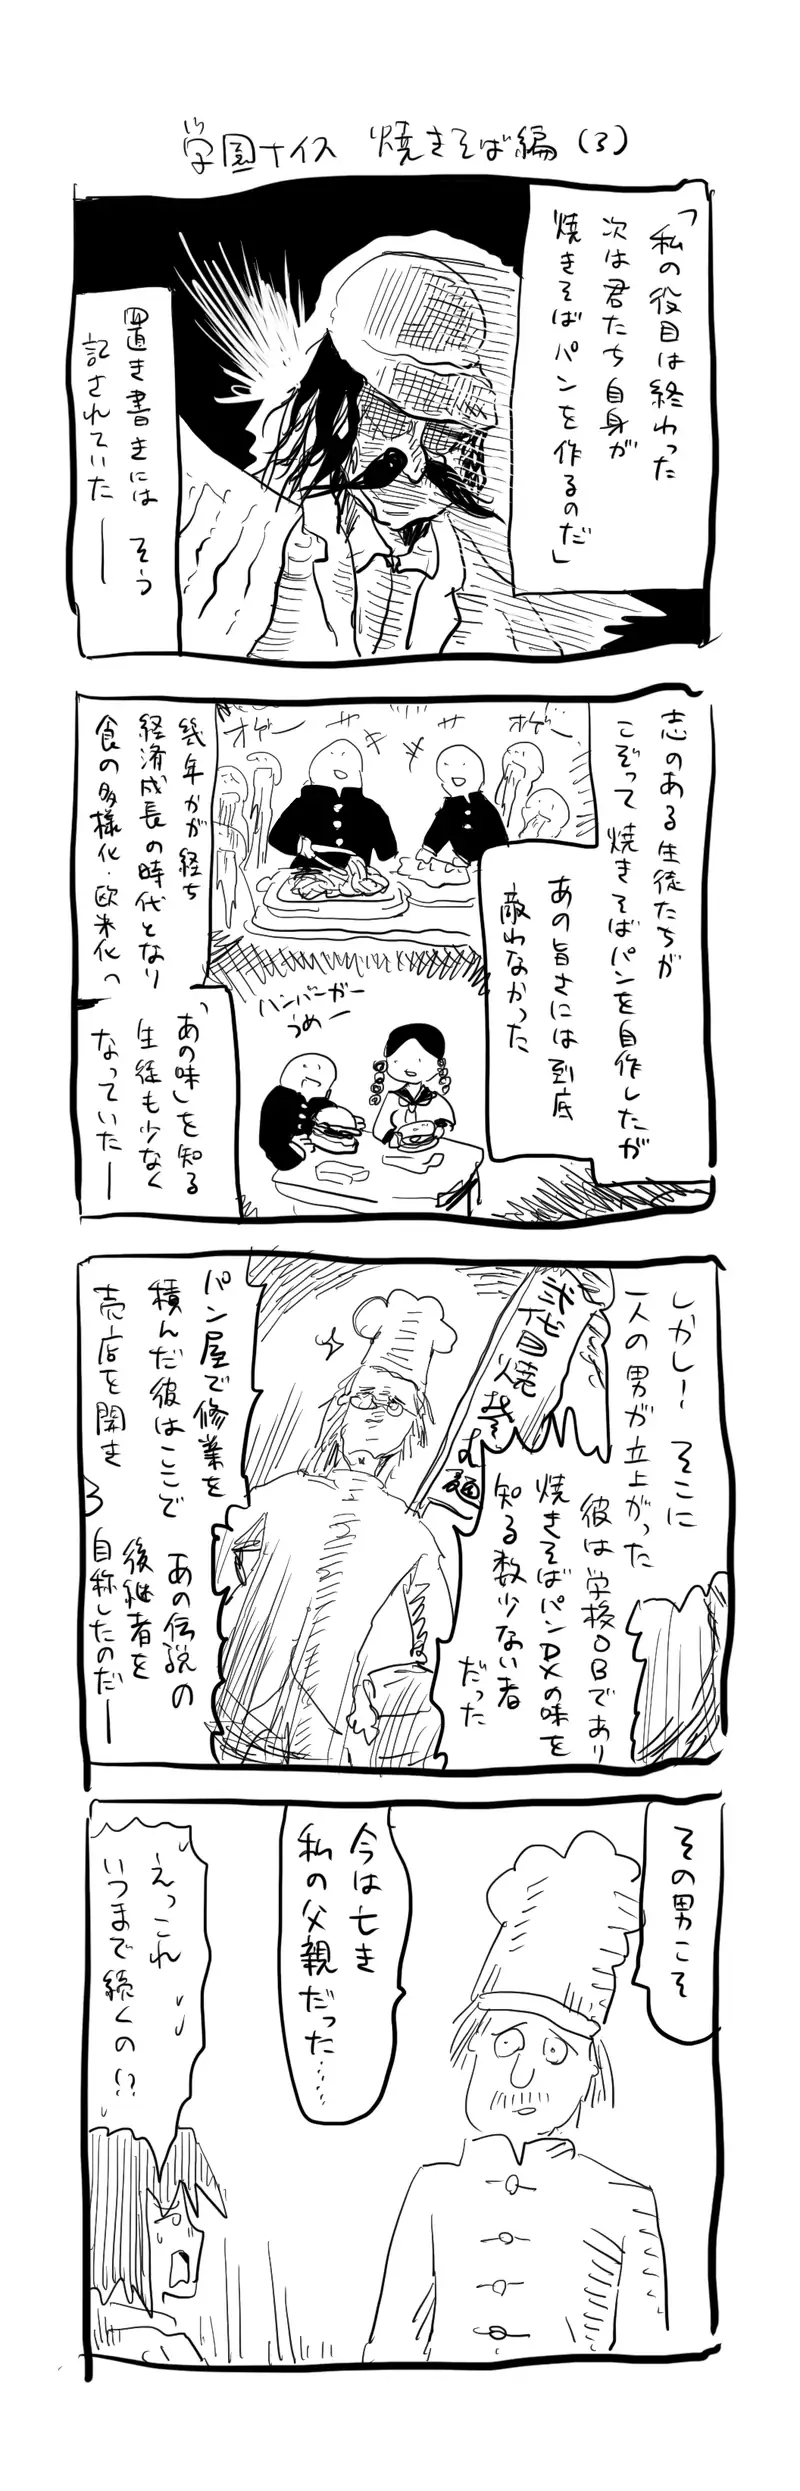 学園ナイス 焼きそば編(3)
「私の役目は終わった
次は君たち自身が
焼きそばパンを作るのだ」
置き書きには そう
記されていた——
志のある生徒たちが
こぞって焼きそばパンを自作したが
あの旨さには到底
敵わなかった
オゲー
サ
キ
サ
キ
オゲー
幾年かが経ち
経済成長の時代となり
食の多様化・欧米化へ
ハンバーガー
うめー
「あの味」を知る
生徒も少なく
なっていた——
しかし そこに
一人の男が立上がった
彼は学校OBであり
焼きそばパンDXの味を
知る数少ない者
だった
弐代目焼蕎麦
パン屋で修業を
積んだ彼はここで
売店を開き
あの伝説の
後継者を
自称したのだ——
その男こそ
今は亡き
私の父親だった……
えっこれ
いつまで続くの!?